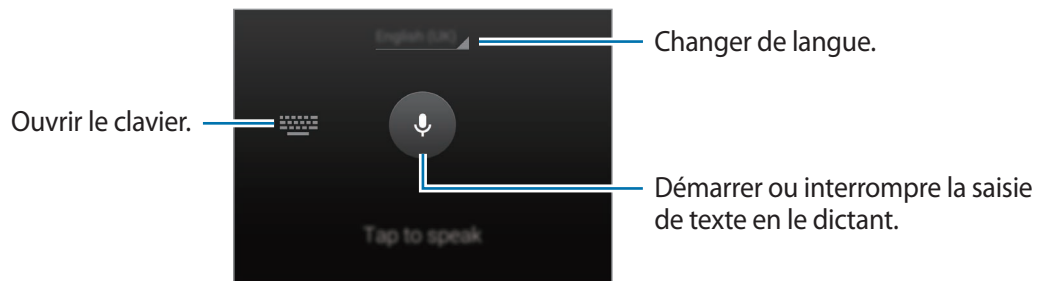 English (UK)
Changer de langue.
Ouvrir le clavier.
Démarrer ou interrompre la saisie
de texte en le dictant.
Tap to speak